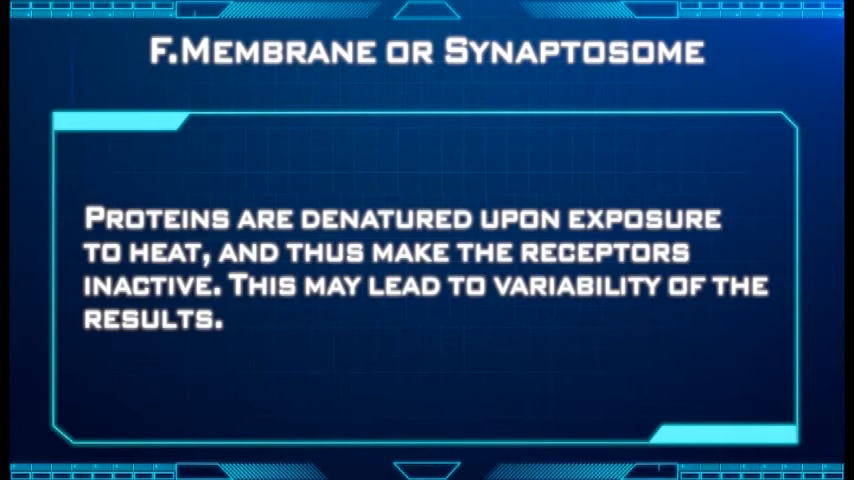 F.Membrane or Synaptosome
Proteins are denatured upon exposure
to heat, and thus make the receptors
inactive. This may lead to variability of the
results.